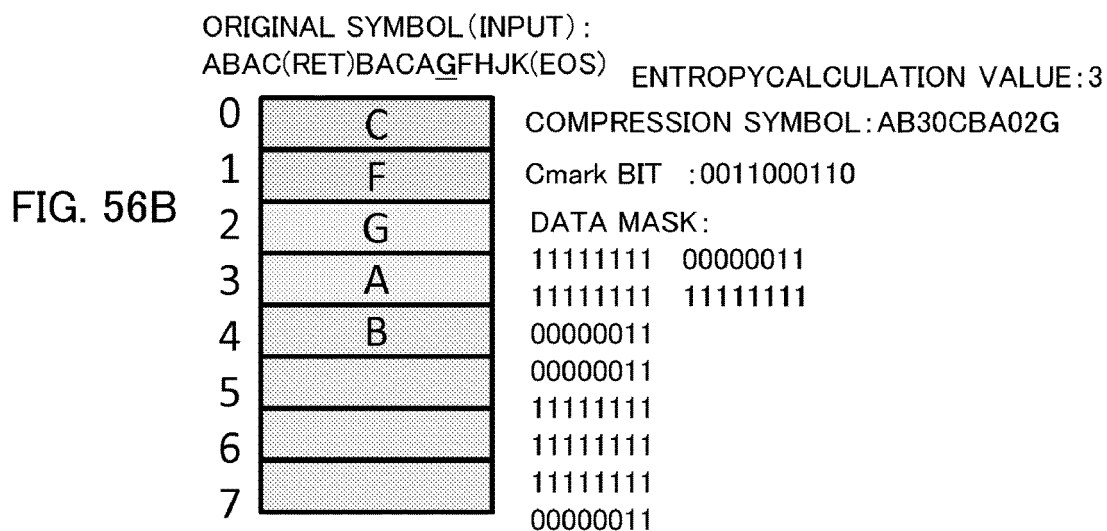 ORIGINAL SYMBOL(INPUT):
ABAC(RET)BACAGFHJK(EOS)
ENTROPYCALCULATION VALUE:3
FIG. 56B
0 C
1 F
2 G
3 A
4 B
5
6
7
COMPRESSION SYMBOL:AB30CBA02G
Cmark BIT :0011000110
DATA MASK:
11111111 00000011
11111111 11111111
00000011
00000011
11111111
11111111
11111111
00000011